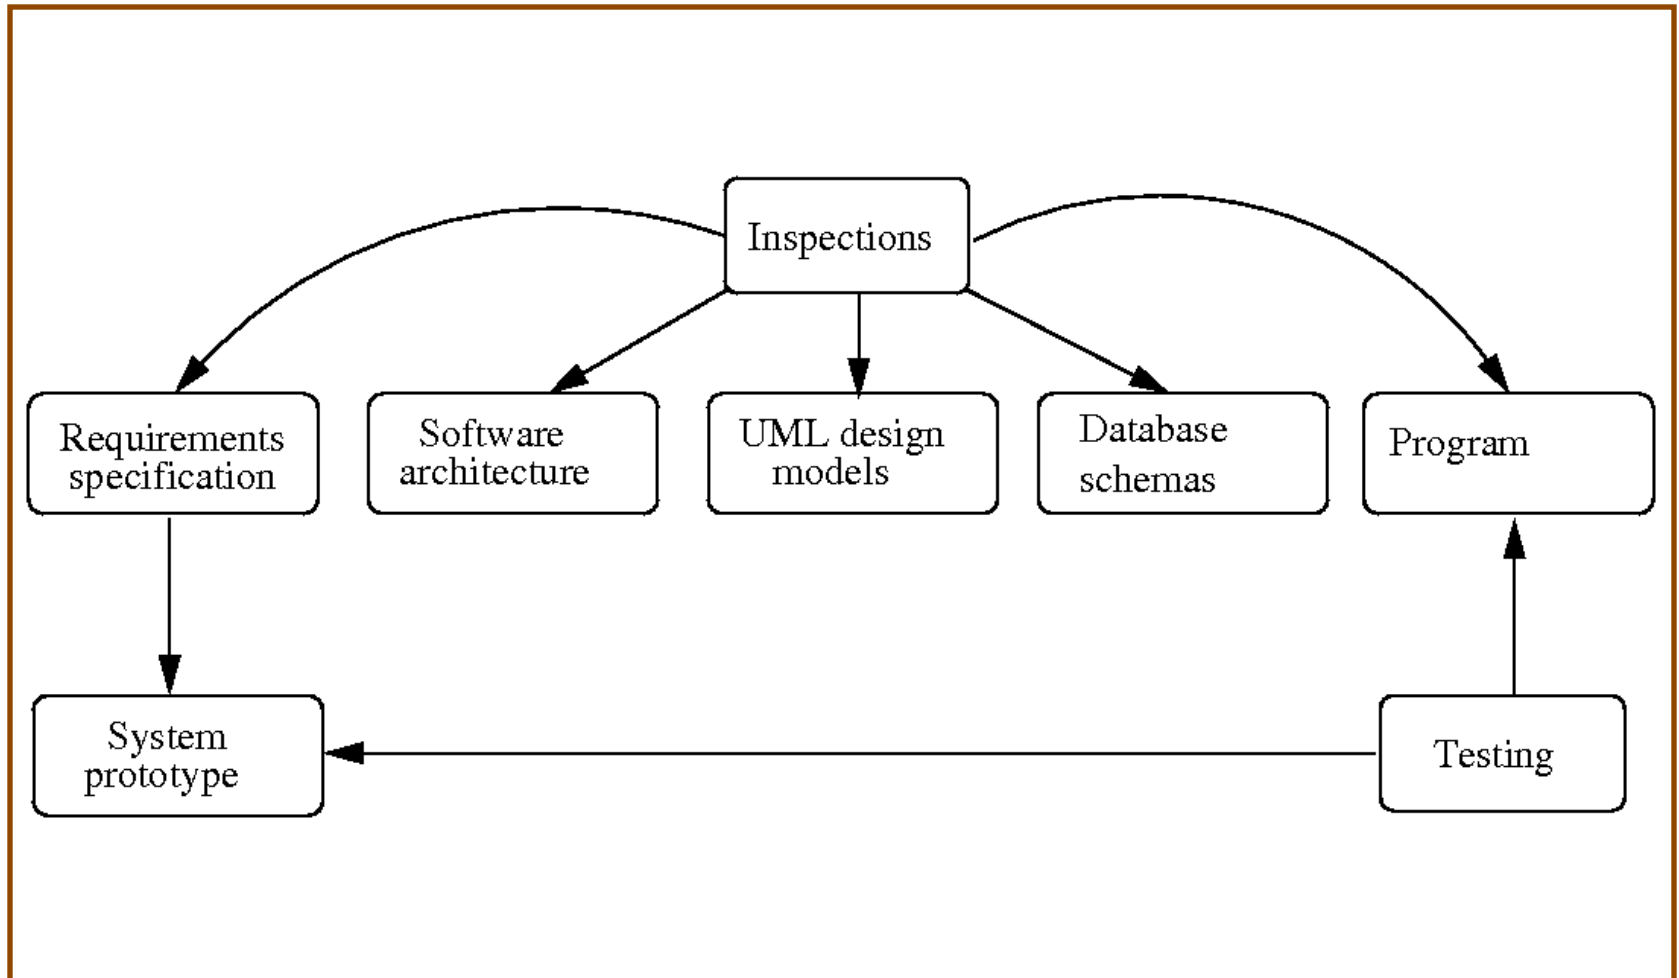 Inspections
Requirements
specification
Software
architecture
UML design
models
Database
schemas
Program
System
prototype
Testing